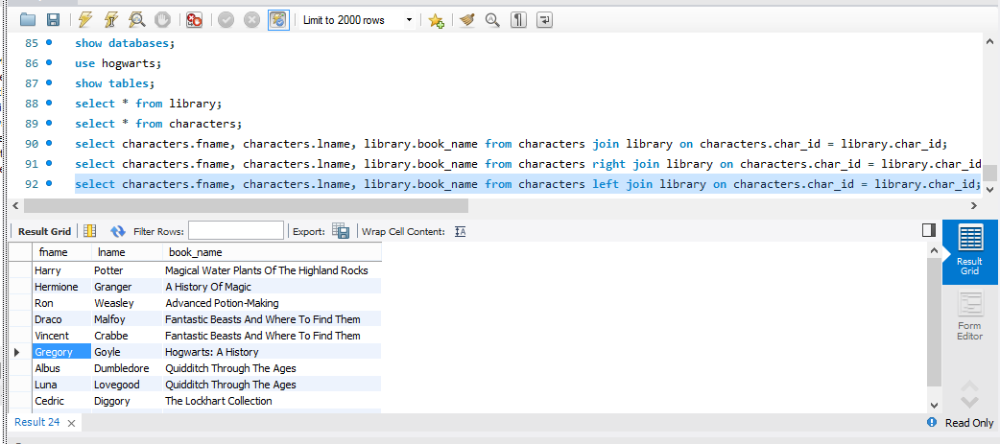 Limit to 2000 rows
85 show databases;
86 use hogwarts;
87 show tables;
88 select * from library;
89 select * from characters;
90 select characters.fname, characters.lname, library.book_name from characters join library on characters.char_id = library.char_id;
91 select characters.fname, characters.lname, library.book_name from characters right join library on characters.char_id = library.char_id
92 select characters.fname, characters.lname, library.book_name from characters left join library on characters.char_id = library.char_id;
Result Grid Filter Rows: Export: Wrap Cell Content:
fname lname book_name
Harry Potter Magical Water Plants Of The Highland Rocks
Hermione Granger A History Of Magic
Ron Weasley Advanced Potion-Making
Draco Malfoy Fantastic Beasts And Where To Find Them
Vincent Crabbe Fantastic Beasts And Where To Find Them
Gregory Goyle Hogwarts: A History
Albus Dumbledore Quidditch Through The Ages
Luna Lovegood Quidditch Through The Ages
Cedric Diggory The Lockhart Collection
Result
Grid
Form
Editor
Result 24
Read Only